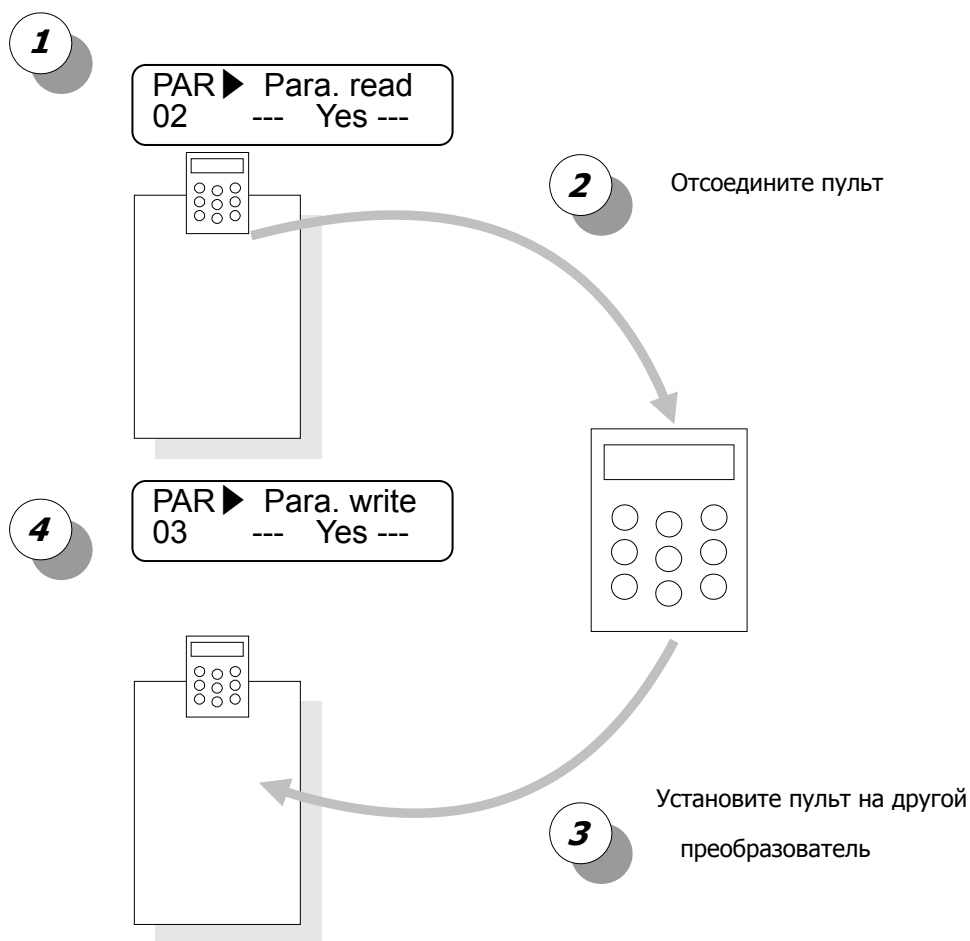 1
PAR▶ Para. read
02 --- Yes ---
2
Отсоедините пульт
PAR▶ Para. write
03 --- Yes ---
4
3
Установите пульт на другой
преобразователь